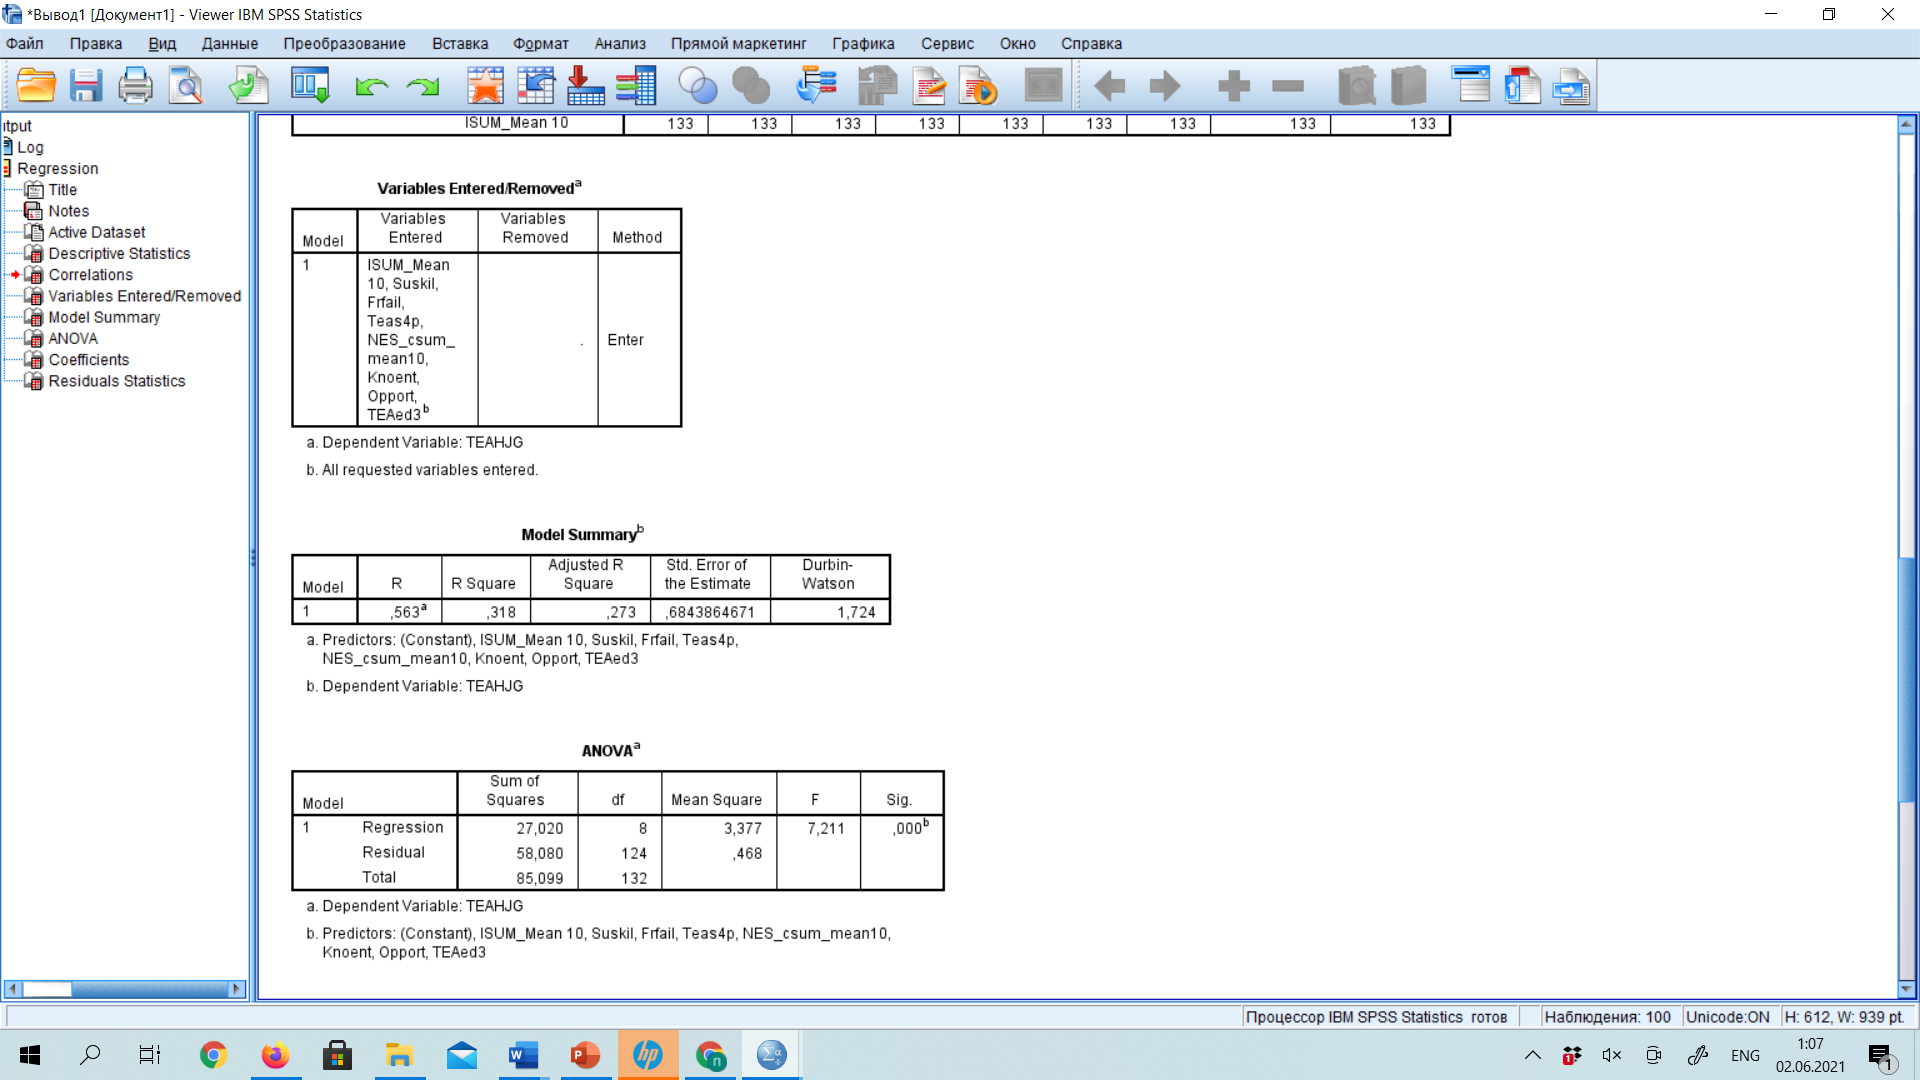 *Вывод1 [Документ1] - Viewer IBM SPSS Statistics
Файл Правка Вид Данные Преобразование Вставка Формат Анализ Прямой маркетинг Графика Сервис Окно Справка
tput
Log
Regression
Title
Notes
Active Dataset
Descriptive Statistics
Correlations
Variables Entered/Removed
Model Summary
ANOVA
Coefficients
Residuals Statistics
ISUM_Mean 10 133 133 133 133 133 133 133 133 133
Variables Entered/Removedª
Model Variables Entered Variables Removed Method
1 ISUM_Mean 10, Suskil, Frfail, Teas4p, NES_csum_mean10, Knoent, Opport, TEAed3ᵇ . Enter
a. Dependent Variable: TEAHJG
b. All requested variables entered.
Model Summaryᵇ
Model R R Square Adjusted R Square Std. Error of the Estimate Durbin-Watson
1 ,563ª ,318 ,273 ,6843864671 1,724
a. Predictors: (Constant), ISUM_Mean 10, Suskil, Frfail, Teas4p,
NES_csum_mean10, Knoent, Opport, TEAed3
b. Dependent Variable: TEAHJG
ANOVAª
Model Sum of Squares df Mean Square F Sig.
1 Regression 27,020 8 3,377 7,211 ,000ᵇ
Residual 58,080 124 ,468
Total 85,099 132
a. Dependent Variable: TEAHJG
b. Predictors: (Constant), ISUM_Mean 10, Suskil, Frfail, Teas4p, NES_csum_mean10,
Knoent, Opport, TEAed3
Процессор IBM SPSS Statistics готов Наблюдения: 100 Unicode:ON H: 612, W: 939 pt.
ENG
1:07
02.06.2021
1